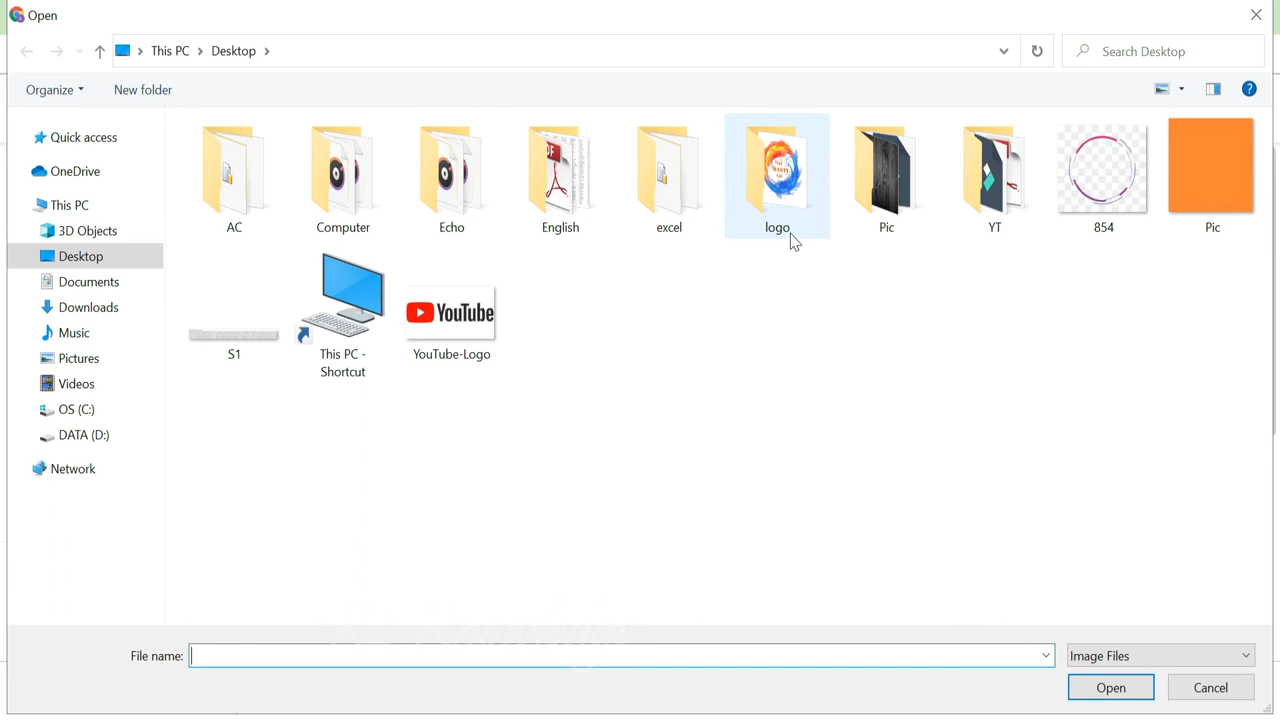 Open
This PC
Desktop
Search Desktop
Organize
New folder
Quick access
OneDrive
This PC
3D Objects
Desktop
Documents
Downloads
Music
Pictures
Videos
OS (C:)
DATA (D:)
Network
AC
Computer
Echo
English
excel
logo
Pic
YT
854
Pic
S1
This PC -
Shortcut
YouTube
YouTube-Logo
File name:
Image Files
Open
Cancel